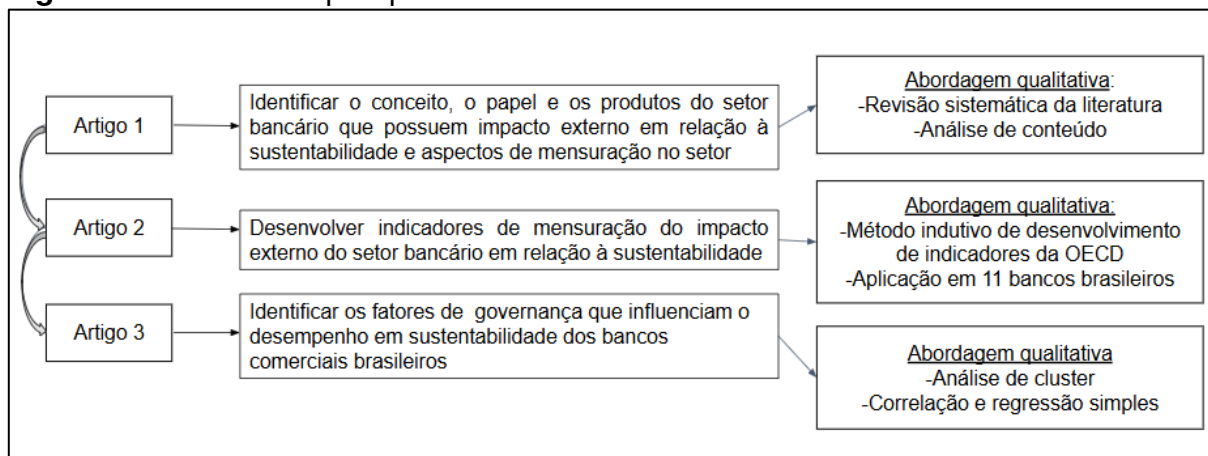 Artigo 1
Identificar o conceito, o papel e os produtos do setor
bancário que possuem impacto externo em relação à
sustentabilidade e aspectos de mensuração no setor
Abordagem qualitativa:
-Revisão sistemática da literatura
-Análise de conteúdo
Artigo 2
Desenvolver indicadores de mensuração do impacto
externo do setor bancário em relação à sustentabilidade
Abordagem qualitativa:
-Método indutivo de desenvolvimento
de indicadores da OECD
-Aplicação em 11 bancos brasileiros
Artigo 3
Identificar os fatores de governança que influenciam o
desempenho em sustentabilidade dos bancos
comerciais brasileiros
Abordagem qualitativa
-Análise de cluster
-Correlação e regressão simples